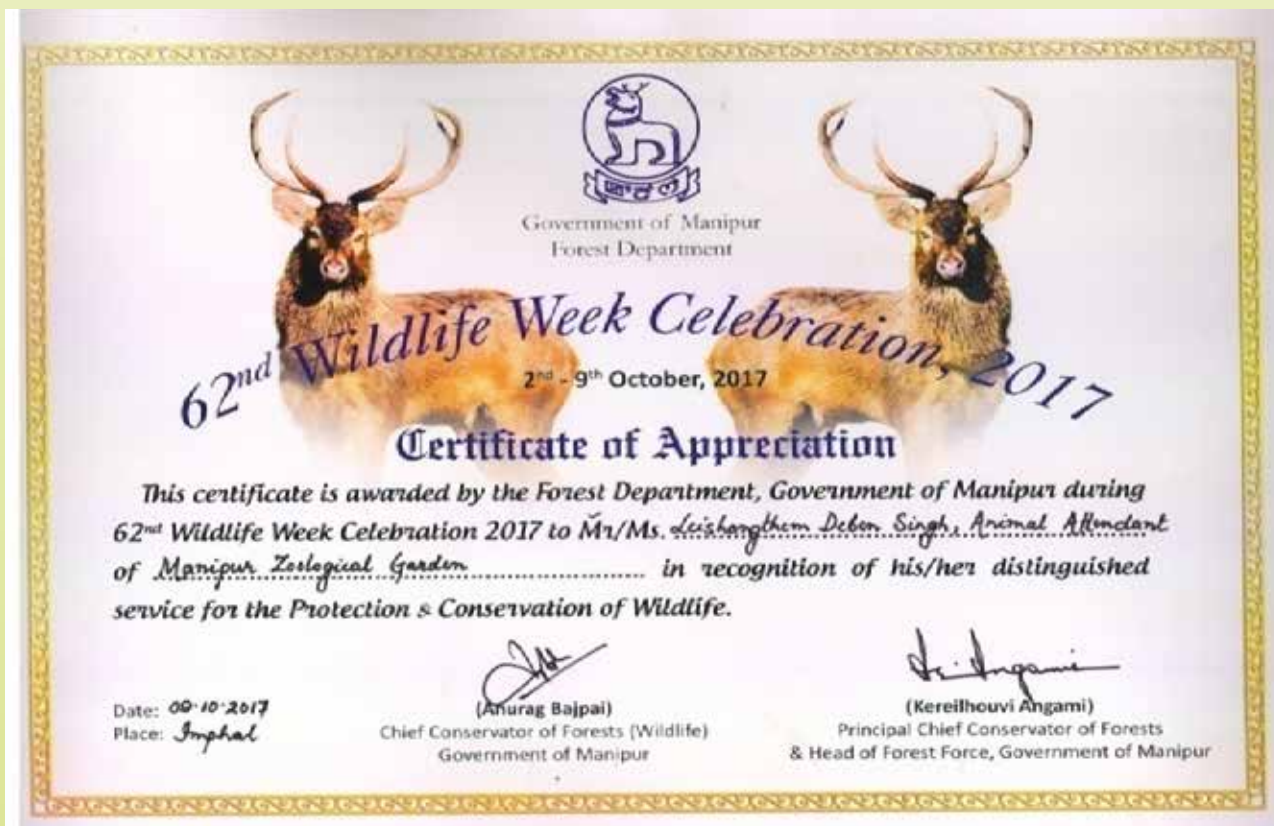 ꯀꯪꯂꯥ
Government of Manipur
Forest Department
62nd Wildlife Week Celebration, 2017
2nd - 9th October, 2017
Certificate of Appreciation
This certificate is awarded by the Forest Department, Government of Manipur during
62nd Wildlife Week Celebration 2017 to Mr/Ms. Leishangthem Deben Singh, Animal Attendant
of Manipur Zoological Garden in recognition of his/her distinguished
service for the Protection & Conservation of Wildlife.
Date: 09-10-2017
Place: Imphal
(Anurag Bajpai)
Chief Conservator of Forests (Wildlife)
Government of Manipur
(Kereilhouvi Angami)
Principal Chief Conservator of Forests
& Head of Forest Force, Government of Manipur